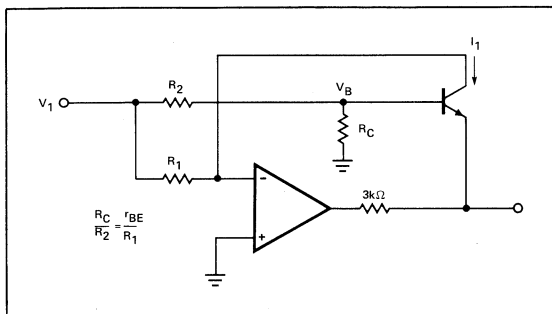 I1
R2
VB
V1
RC
R1
−
3kΩ
RC/R2 = rBE/R1
+